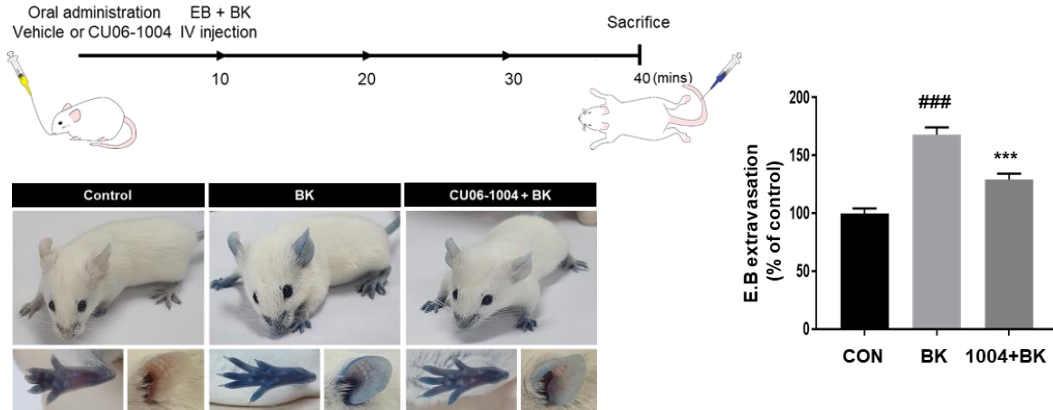 Oral administration
Vehicle or CU06-1004
EB + BK
IV injection
Sacrifice
10
20
30
40 (mins)
Control
BK
CU06-1004 + BK
E.B extravasation
(% of control)
200
150
100
50
0
###
***
CON
BK
1004+BK